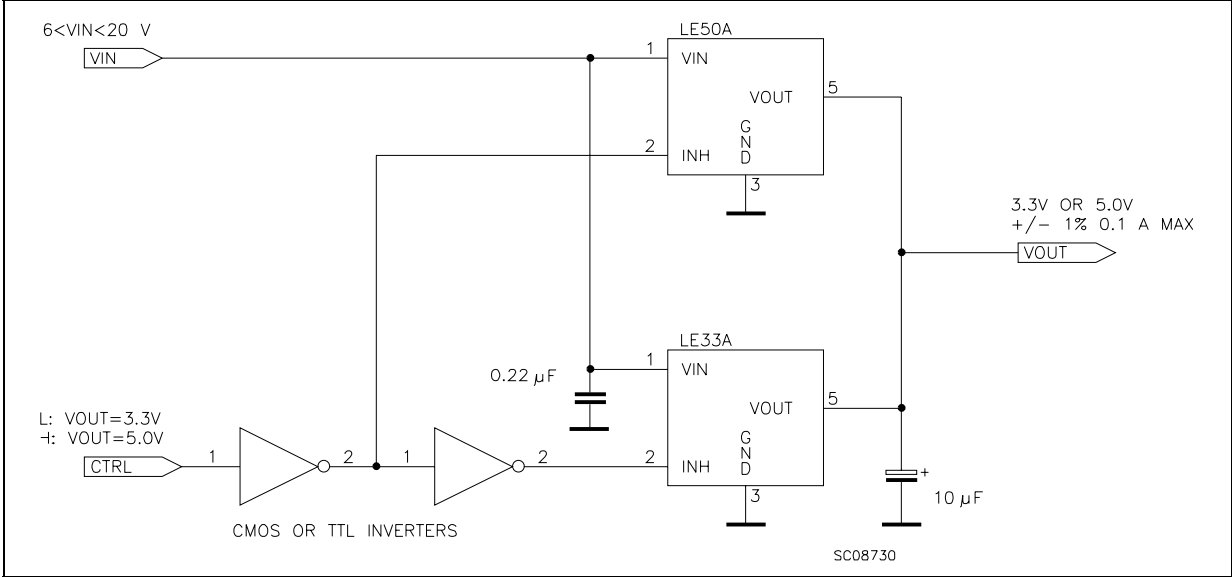 6<VIN<20 V
VIN
LE50A
1
VIN
VOUT
5
2
INH
GND
3
3.3V OR 5.0V
+/- 1% 0.1 A MAX
VOUT
LE33A
1
VIN
0.22 µF
VOUT
5
L: VOUT=3.3V
H: VOUT=5.0V
CTRL
1
2
1
2
2
INH
GND
3
+
10 µF
CMOS OR TTL INVERTERS
SC08730